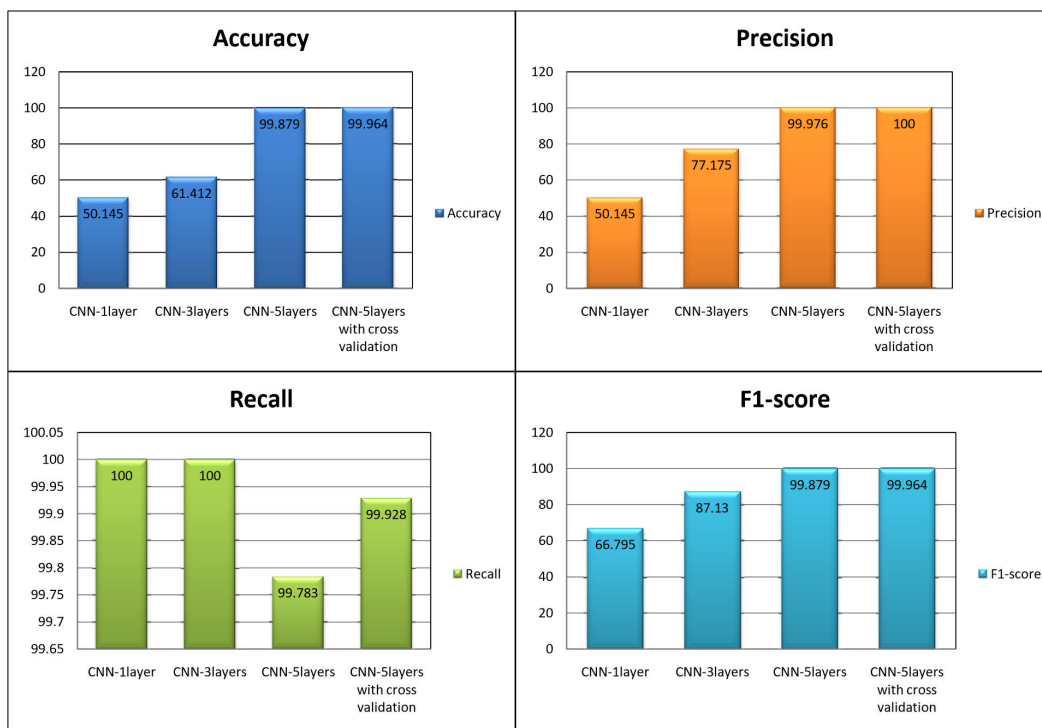 Accuracy
120
100
80
60
40
20
0
50.145
61.412
99.879
99.964
CNN-1layer
CNN-3layers
CNN-5layers
CNN-5layers
with cross
validation
Accuracy
Precision
120
100
80
60
40
20
0
50.145
77.175
99.976
100
CNN-1layer
CNN-3layers
CNN-5layers
CNN-5layers
with cross
validation
Precision
Recall
100.05
100
99.95
99.9
99.85
99.8
99.75
99.7
99.65
100
100
99.783
99.928
CNN-1layer
CNN-3layers
CNN-5layers
CNN-5layers
with cross
validation
Recall
F1-score
120
100
80
60
40
20
0
66.795
87.13
99.879
99.964
CNN-1layer
CNN-3layers
CNN-5layers
CNN-5layers
with cross
validation
F1-score